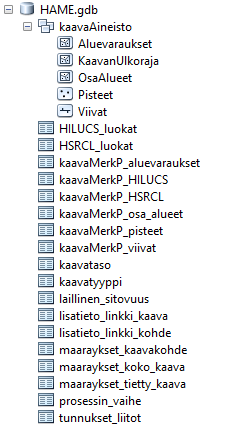 HAME.gdb
kaavaAineisto
Aluevaraukset
KaavanUlkoraja
OsaAlueet
Pisteet
Viivat
HILUCS_luokat
HSRCL_luokat
kaavaMerkP_aluevaraukset
kaavaMerkP_HILUCS
kaavaMerkP_HSRCL
kaavaMerkP_osa_alueet
kaavaMerkP_pisteet
kaavaMerkP_viivat
kaavataso
kaavatyyppi
laillinen_sitovuus
lisatieto_linkki_kaava
lisatieto_linkki_kohde
maaraykset_kaavakohde
maaraykset_koko_kaava
maaraykset_tietty_kaava
prosessin_vaihe
tunnukset_liitot